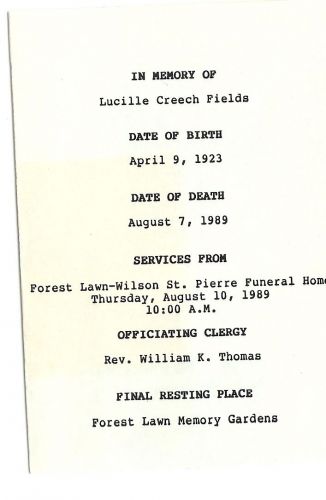 IN MEMORY OF
Lucille Creech Fields
DATE OF BIRTH
April 9, 1923
DATE OF DEATH
August 7, 1989
SERVICES FROM
Forest Lawn-Wilson St. Pierre Funeral Home
Thursday, August 10, 1989
10:00 A.M.
OFFICIATING CLERGY
Rev. William K. Thomas
FINAL RESTING PLACE
Forest Lawn Memory Gardens